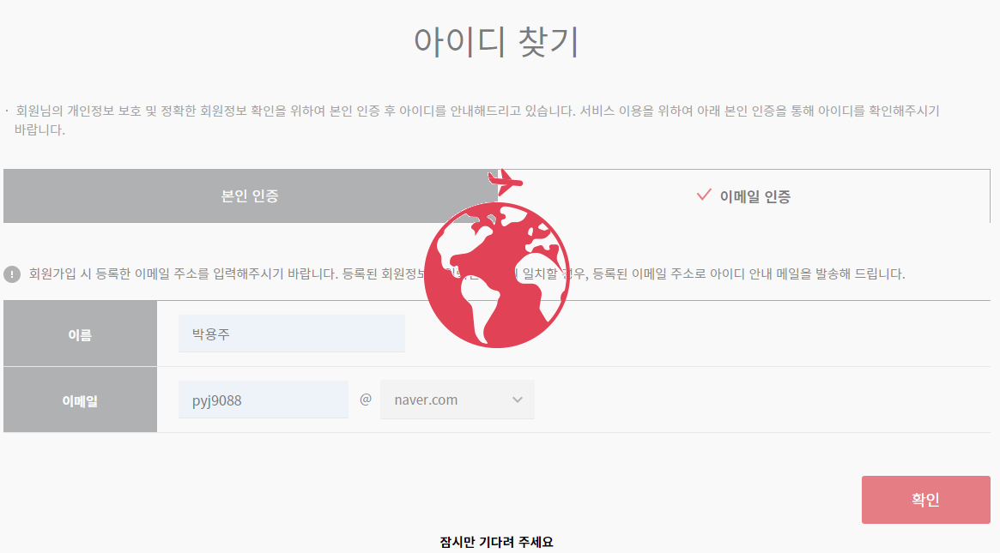 아이디 찾기
· 회원님의 개인정보 보호 및 정확한 회원정보 확인을 위하여 본인 인증 후 아이디를 안내해드리고 있습니다. 서비스 이용을 위하여 아래 본인 인증을 통해 아이디를 확인해주시기
바랍니다.
본인 인증
이메일 인증
! 회원가입 시 등록한 이메일 주소를 입력해주시기 바랍니다. 등록된 회원정보 일치할 경우, 등록된 이메일 주소로 아이디 안내 메일을 발송해 드립니다.
이름 박용주
이메일 pyj9088 @ naver.com
확인
잠시만 기다려 주세요